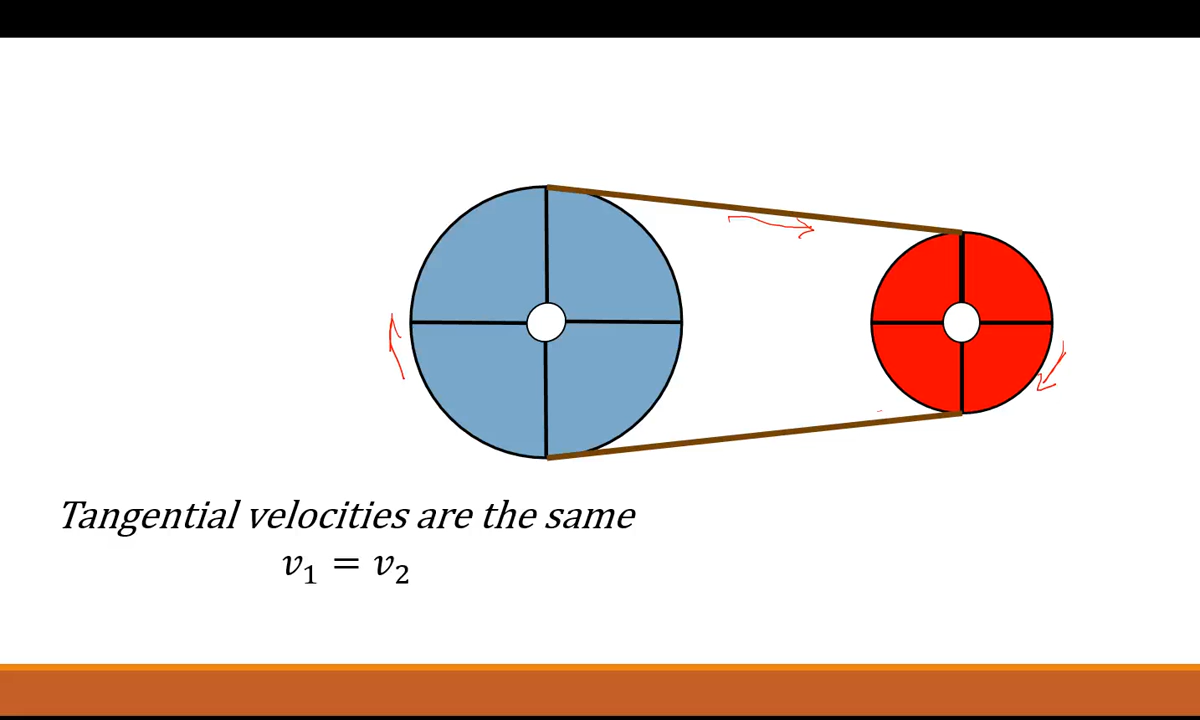 Tangential velocities are the same
v₁ = v₂